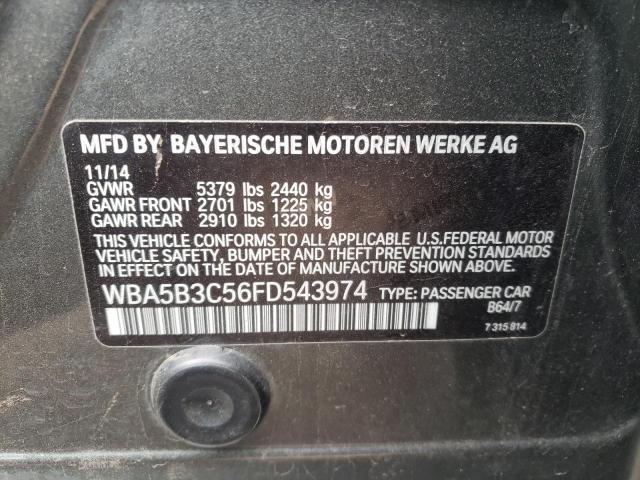 MFD BY BAYERISCHE MOTOREN WERKE AG
11/14
GVWR 5379 lbs 2440 kg
GAWR FRONT 2701 lbs 1225 kg
GAWR REAR 2910 lbs 1320 kg
THIS VEHICLE CONFORMS TO ALL APPLICABLE U.S.FEDERAL MOTOR
VEHICLE SAFETY, BUMPER AND THEFT PREVENTION STANDARDS
IN EFFECT ON THE DATE OF MANUFACTURE SHOWN ABOVE.
WBA5B3C56FD543974 TYPE: PASSENGER CAR
B64/7
7 315 814